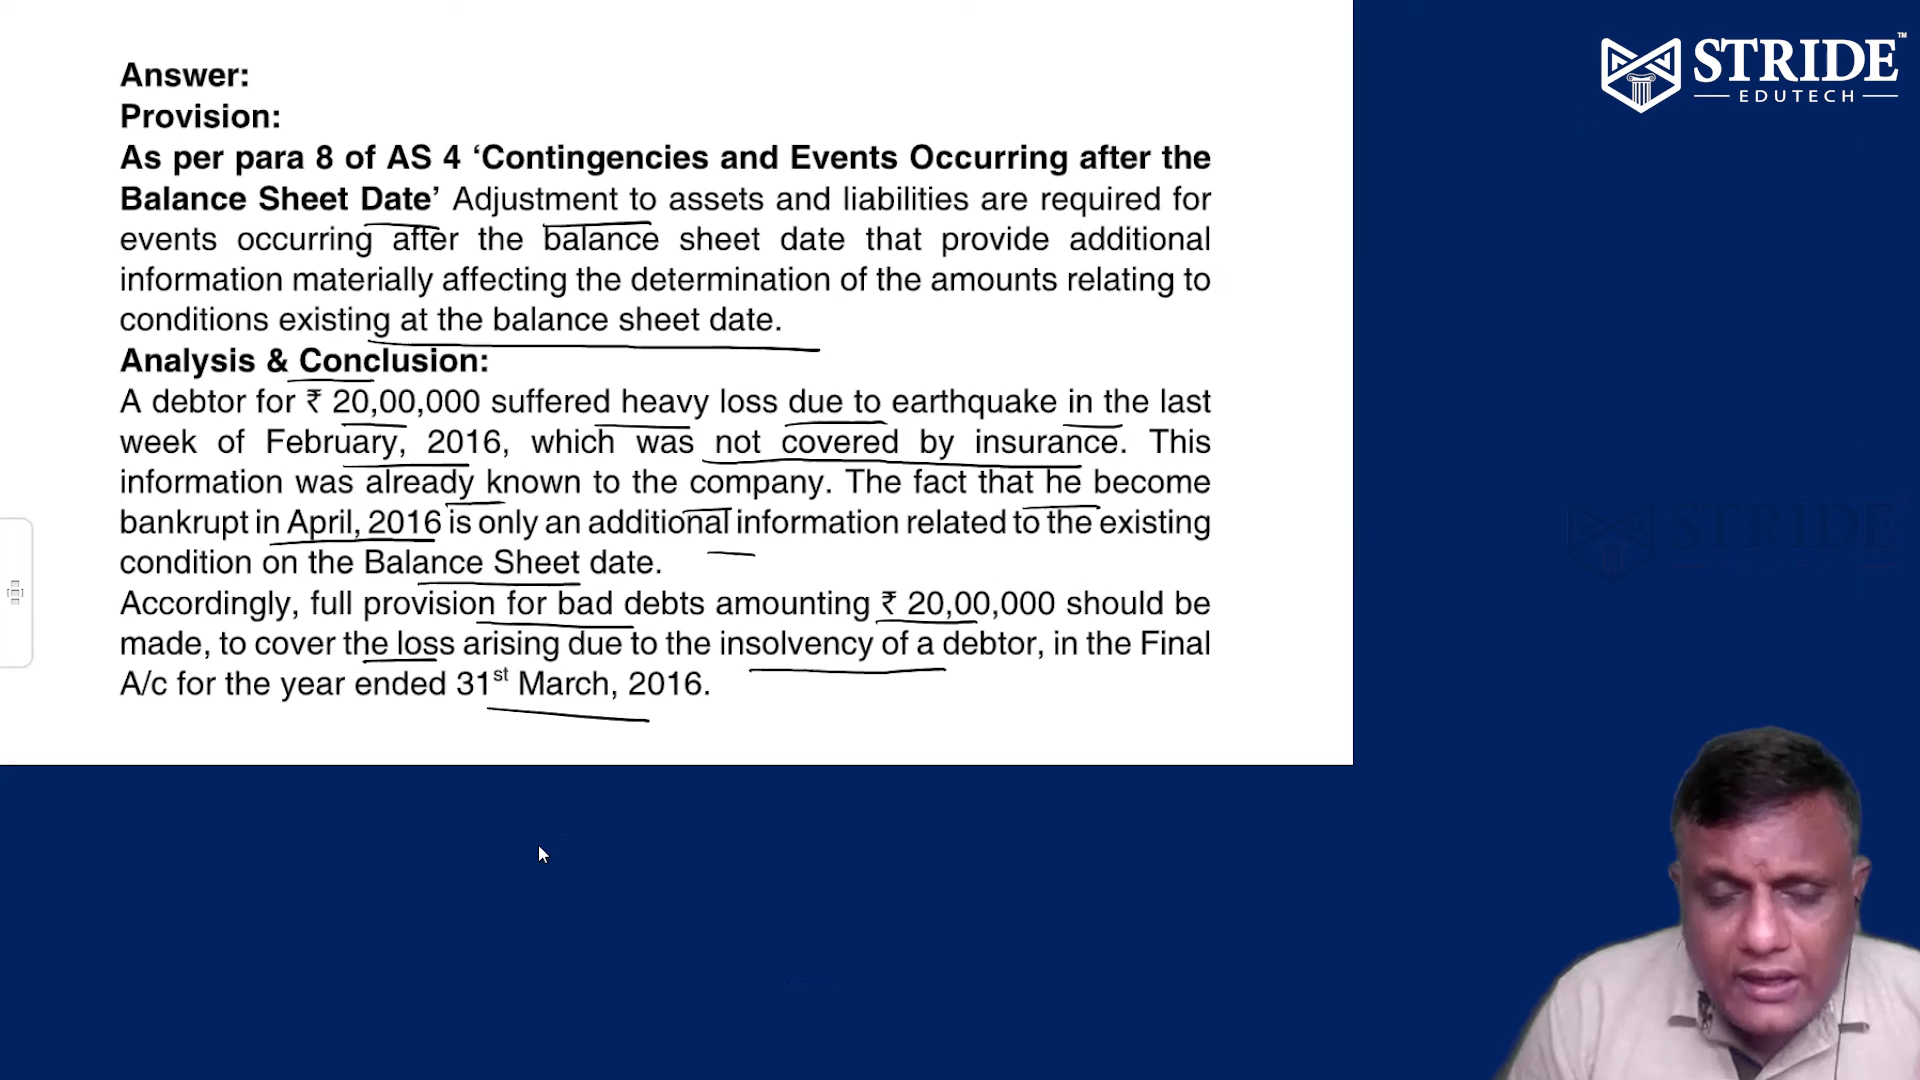 STRIDE
EDUTECH
TM
Answer:
Provision:
As per para 8 of AS 4 ‘Contingencies and Events Occurring after the
Balance Sheet Date’ Adjustment to assets and liabilities are required for
events occurring after the balance sheet date that provide additional
information materially affecting the determination of the amounts relating to
conditions existing at the balance sheet date.
Analysis & Conclusion:
A debtor for ₹ 20,00,000 suffered heavy loss due to earthquake in the last
week of February, 2016, which was not covered by insurance. This
information was already known to the company. The fact that he become
bankrupt in April, 2016 is only an additional information related to the existing
condition on the Balance Sheet date.
Accordingly, full provision for bad debts amounting ₹ 20,00,000 should be
made, to cover the loss arising due to the insolvency of a debtor, in the Final
A/c for the year ended 31st March, 2016.
STRIDE